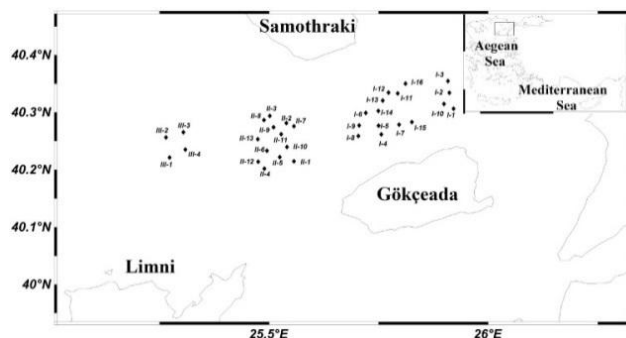 Samothraki
40.4°N
Aegean
Sea
Mediterranean
Sea
I-3
I-16
I-12
I-2
I-11
I-13
I-10
I-1
40.3°N
II-3
II-8
II-2
II-7
I-6
I-14
III-3
III-2
II-9
I-9
I-5
I-15
II-13
II-11
I-8
I-7
I-4
III-4
II-6
II-10
III-1
II-12
II-5
II-1
II-4
40.2°N
Gökçeada
40.1°N
Limni
40°N
25.5°E
26°E